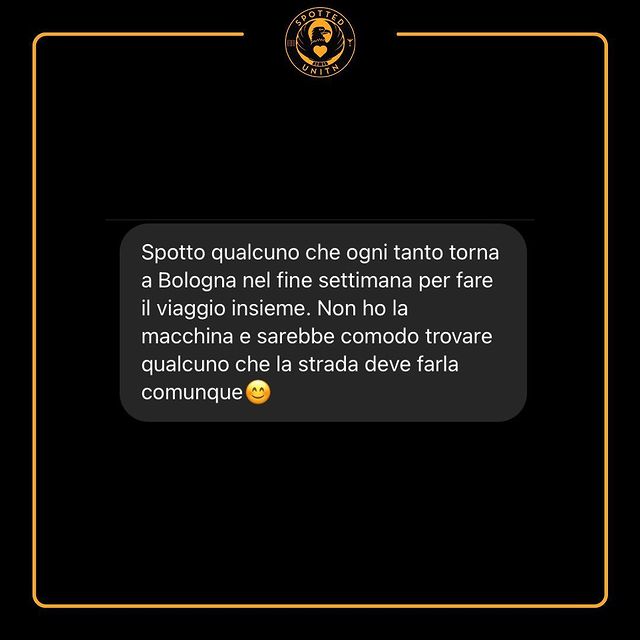 SPOTTED
UNITN
Spotto qualcuno che ogni tanto torna
a Bologna nel fine settimana per fare
il viaggio insieme. Non ho la
macchina e sarebbe comodo trovare
qualcuno che la strada deve farla
comunque😊